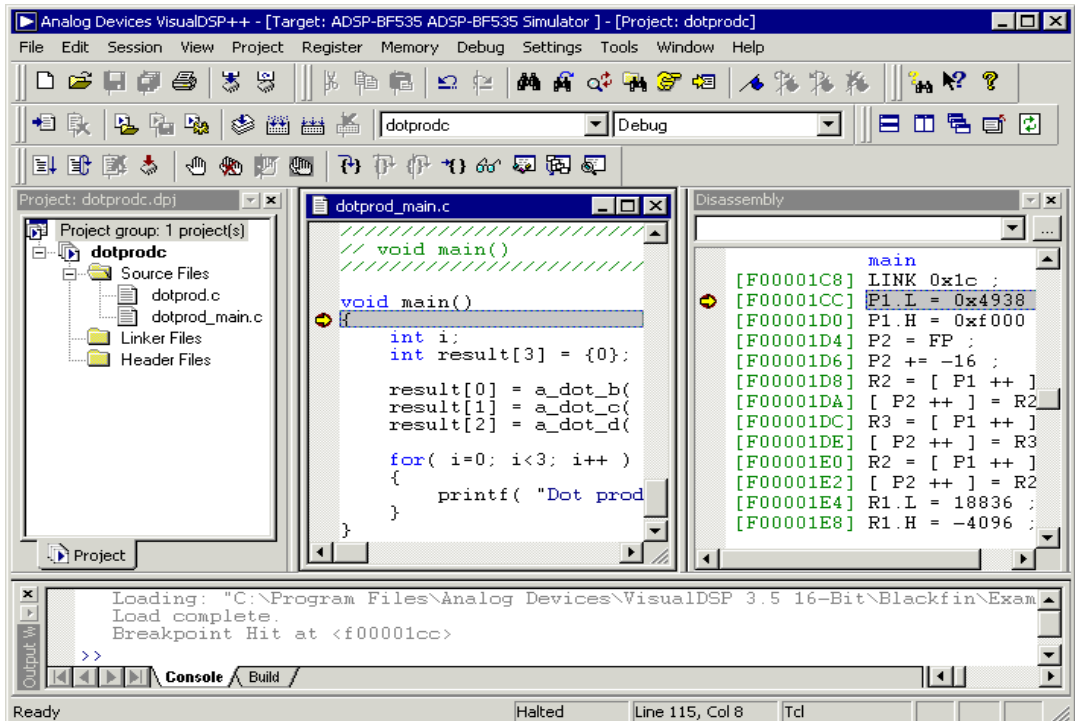 Analog Devices VisualDSP++ - [Target: ADSP-BF535 ADSP-BF535 Simulator ] - [Project: dotprodc]
File Edit Session View Project Register Memory Debug Settings Tools Window Help
dotprodc Debug
Project: dotprodc.dpj
Project group: 1 project(s)
dotprodc
Source Files
dotprod.c
dotprod_main.c
Linker Files
Header Files
Project
dotprod_main.c
///////////////////////////
// void main()
///////////////////////////
void main()
{
int i;
int result[3] = {0};
result[0] = a_dot_b(
result[1] = a_dot_c(
result[2] = a_dot_d(
for( i=0; i<3; i++ )
{
printf( "Dot prod
}
}
Disassembly
...
main
[F00001C8] LINK 0x1c ;
[F00001CC] P1.L = 0x4938
[F00001D0] P1.H = 0xf000
[F00001D4] P2 = FP ;
[F00001D6] P2 += -16 ;
[F00001D8] R2 = [ P1 ++ ]
[F00001DA] [ P2 ++ ] = R2
[F00001DC] R3 = [ P1 ++ ]
[F00001DE] [ P2 ++ ] = R3
[F00001E0] R2 = [ P1 ++ ]
[F00001E2] [ P2 ++ ] = R2
[F00001E4] R1.L = 18836 ;
[F00001E8] R1.H = -4096 ;
Output W
Loading: "C:\Program Files\Analog Devices\VisualDSP 3.5 16-Bit\Blackfin\Exam
Load complete.
Breakpoint Hit at <f00001cc>
>>
Console Build
Ready Halted Line 115, Col 8 Tcl